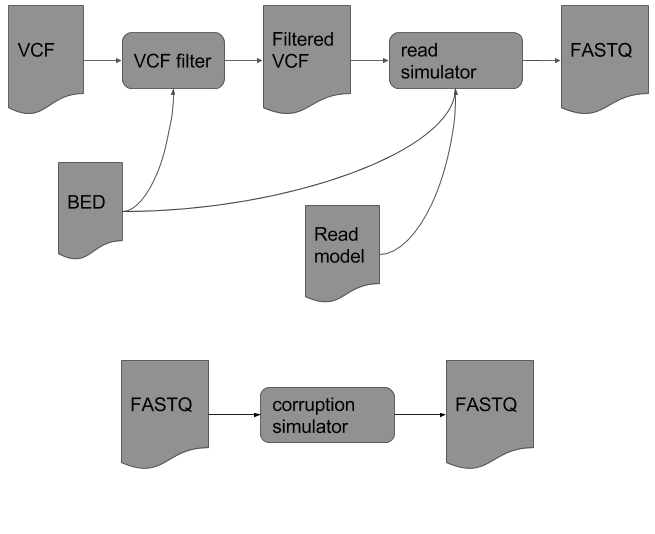 VCF
VCF filter
Filtered
VCF
read
simulator
FASTQ
BED
Read
model
FASTQ
corruption
simulator
FASTQ